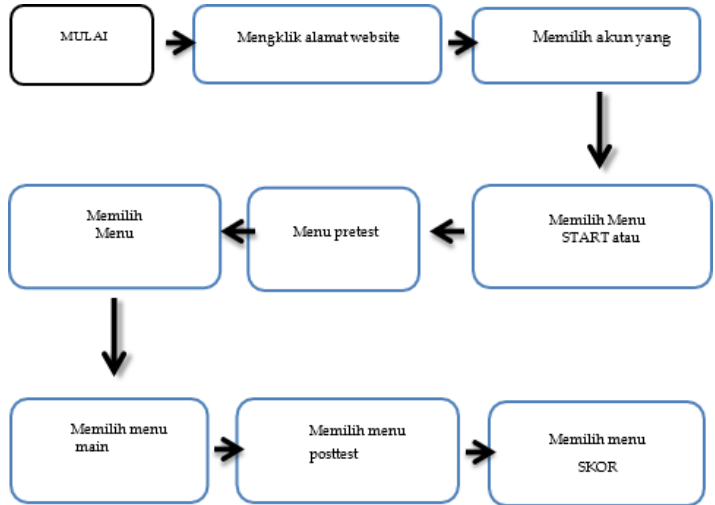 MULAI
Mengklik alamat website
Memilih akun yang
Memilih Menu
START atau
Menu pretest
Memilih
Menu
Memilih menu
main
Memilih menu
posttest
Memilih menu
SKOR